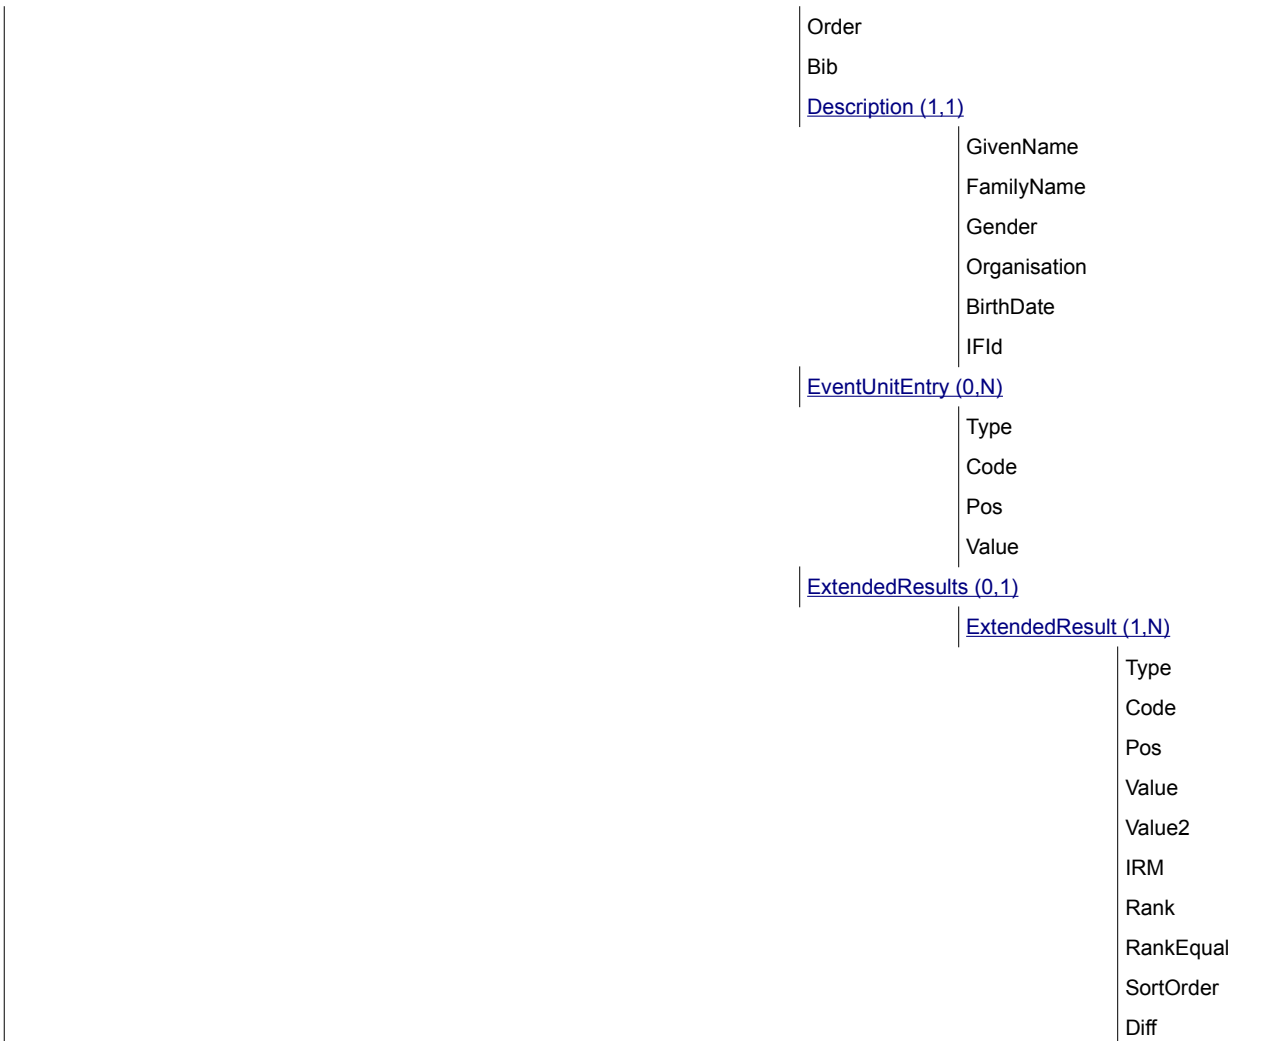 Order
Bib
Description (1,1)
GivenName
FamilyName
Gender
Organisation
BirthDate
IFId
EventUnitEntry (0,N)
Type
Code
Pos
Value
ExtendedResults (0,1)
ExtendedResult (1,N)
Type
Code
Pos
Value
Value2
IRM
Rank
RankEqual
SortOrder
Diff